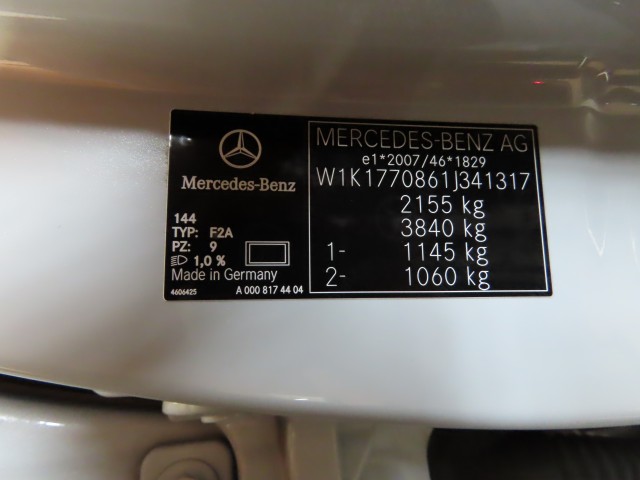 Mercedes-Benz
144
TYP: F2A
PZ: 9
1,0 %
Made in Germany
4606425 A 000 817 44 04
MERCEDES-BENZ AG
e1*2007/46*1829
W1K1770861J341317
2155 kg
3840 kg
1- 1145 kg
2- 1060 kg